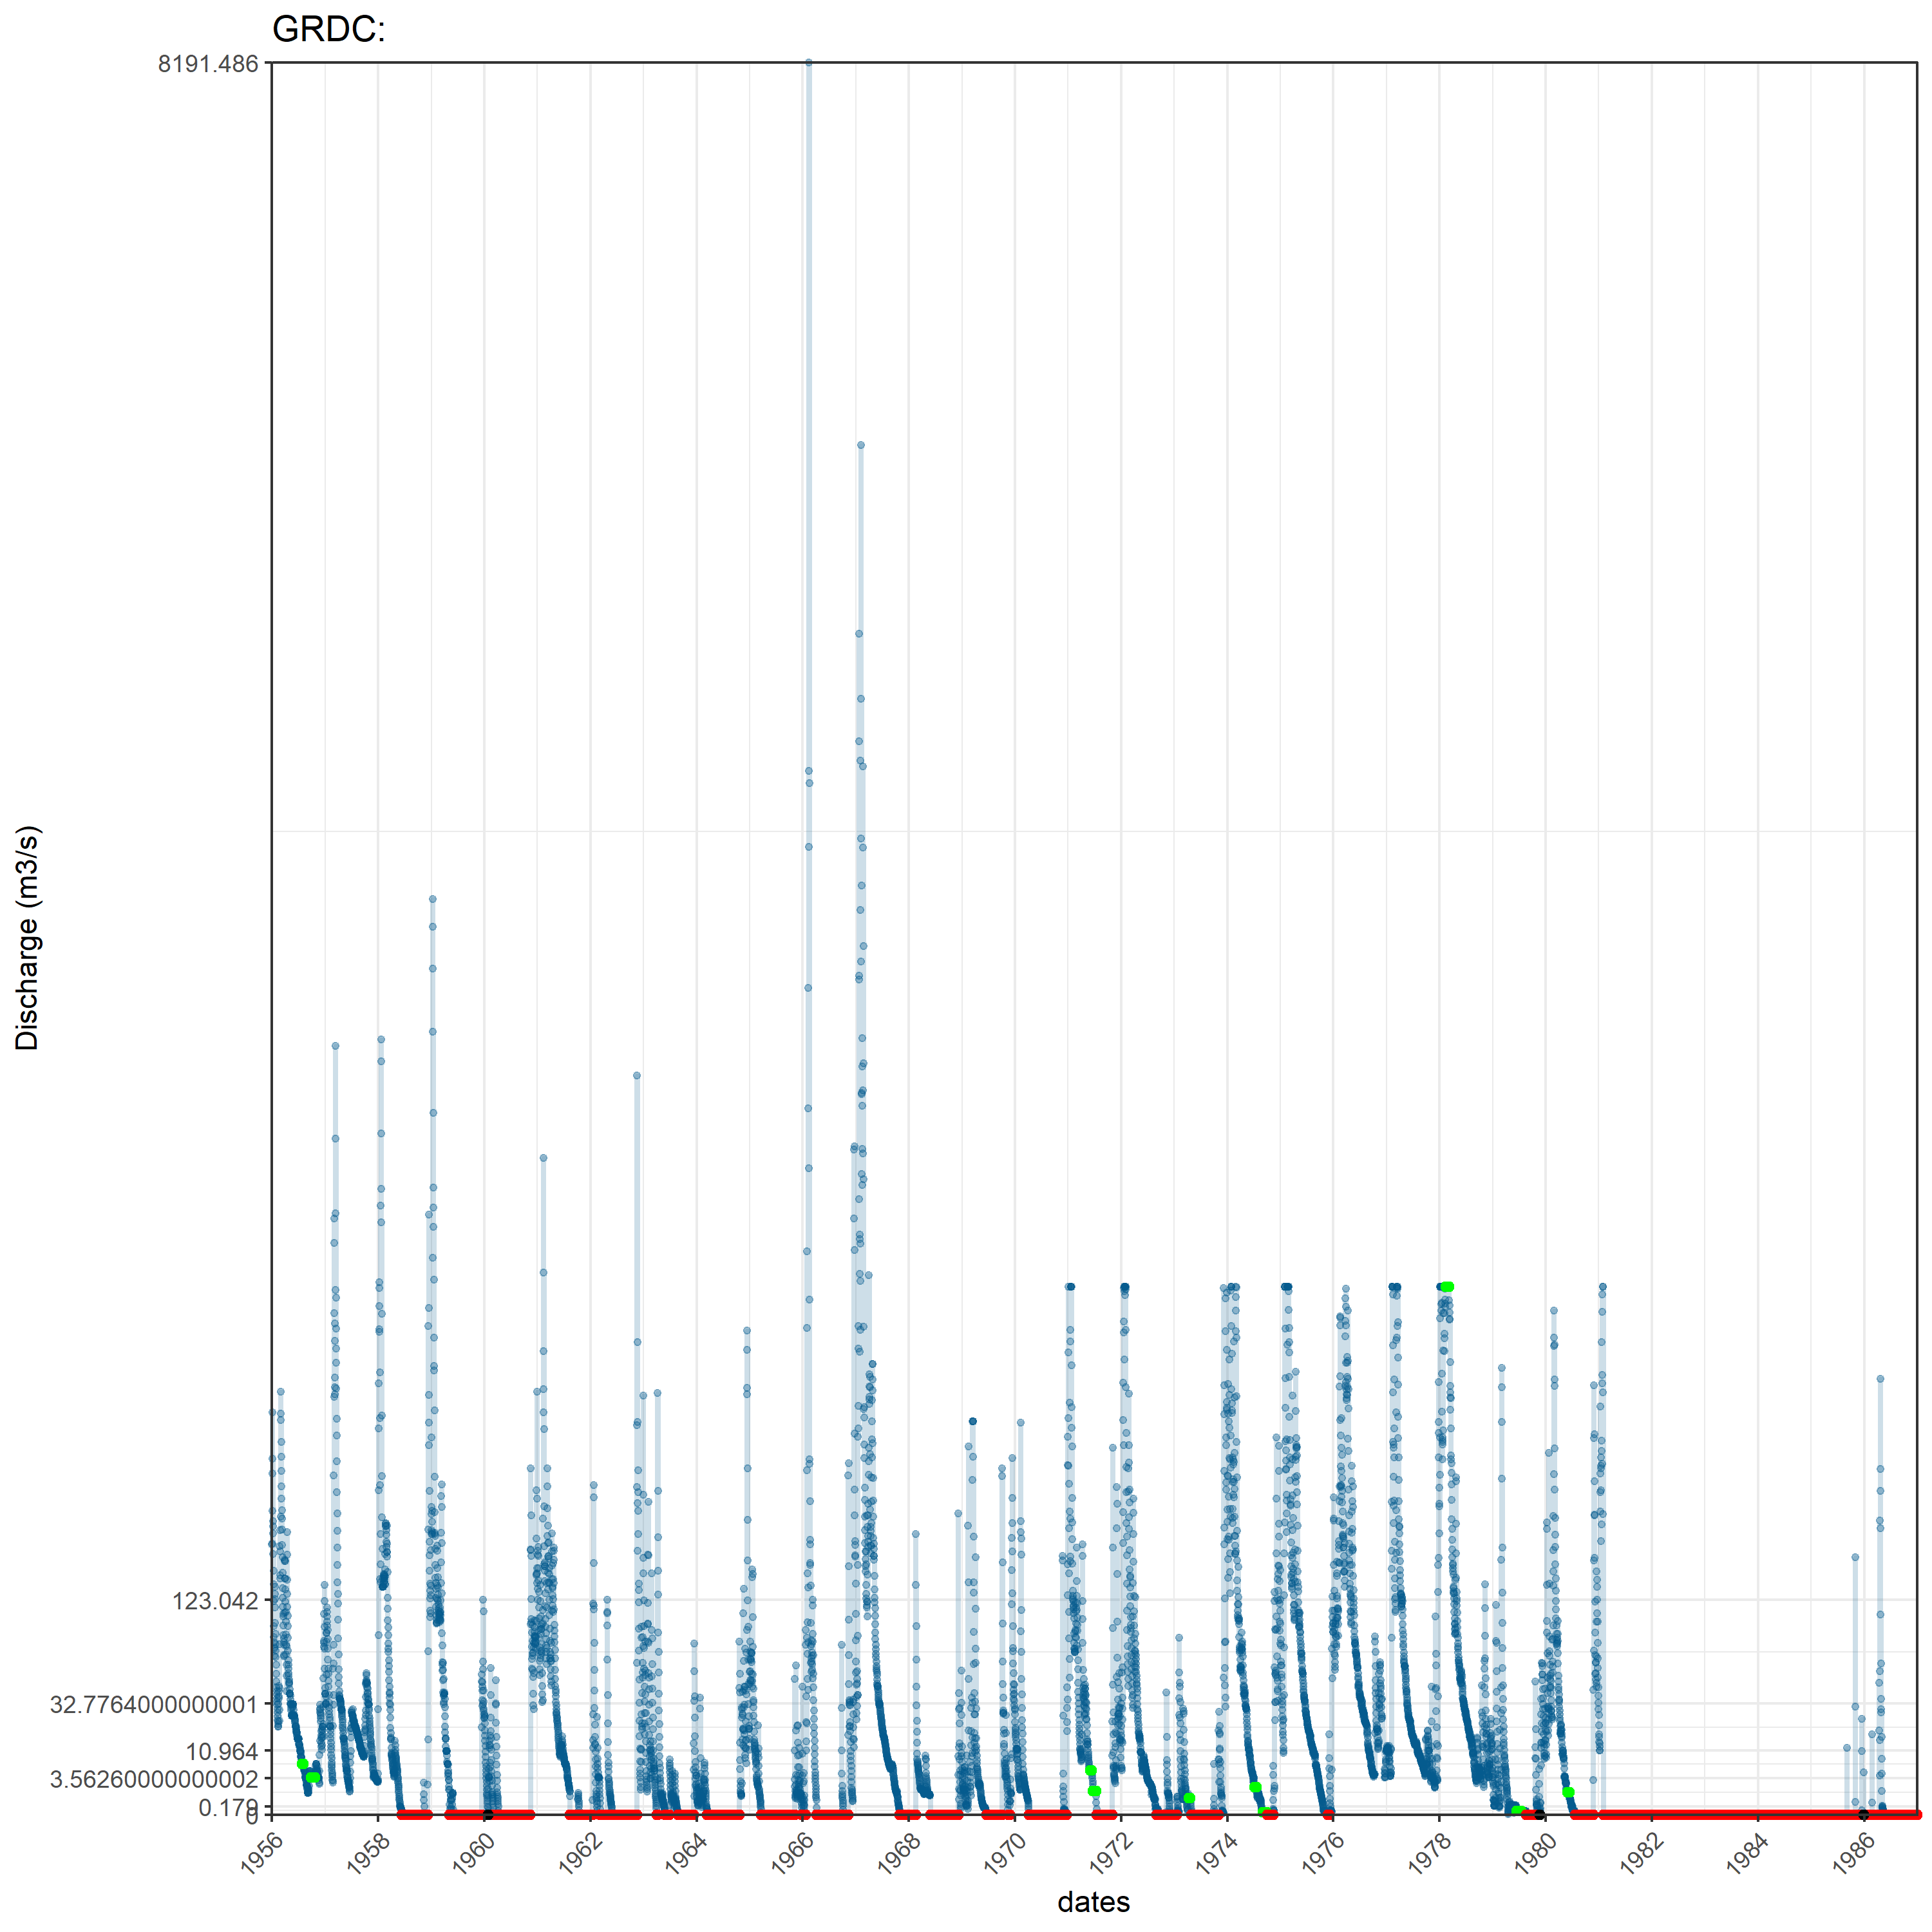 GRDC:
8191.486
123.042
32.7764000000001
10.964
3.56260000000002
0.179
0
Discharge (m3/s)
1956 1958 1960 1962 1964 1966 1968 1970 1972 1974 1976 1978 1980 1982 1984 1986
dates